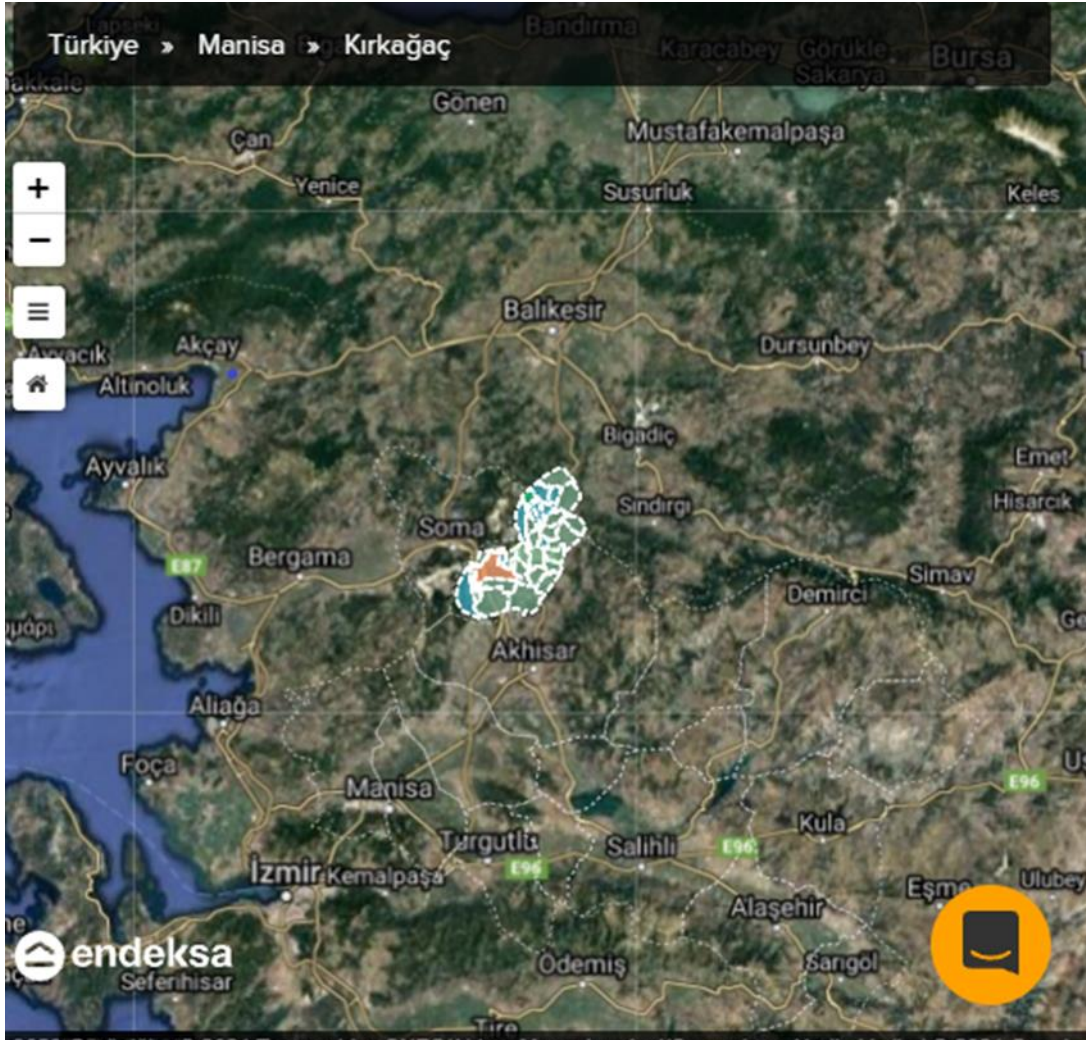 Türkiye » Manisa » Kırkağaç
Lapseki
Bandırma
Karacabey
Görükle
Sakarya
Bursa
Gönen
Çan
Mustafakemalpaşa
+
Yenice
Susurluk
Keles
−
Balıkesir
Akçay
Dursunbey
Altınoluk
Bigadiç
Ayvalık
Emet
Sındırgı
Hisarcık
Soma
Bergama
E87
Simav
Demirci
Dikili
Akhisar
Aliağa
Foça
Manisa
E96
Kula
Turgutlu
Salihli
E96
E96
İzmir
Kemalpaşa
Eşme
Ulubey
Alaşehir
endeksa
Ödemiş
Sarıgöl
Seferihisar
Tire